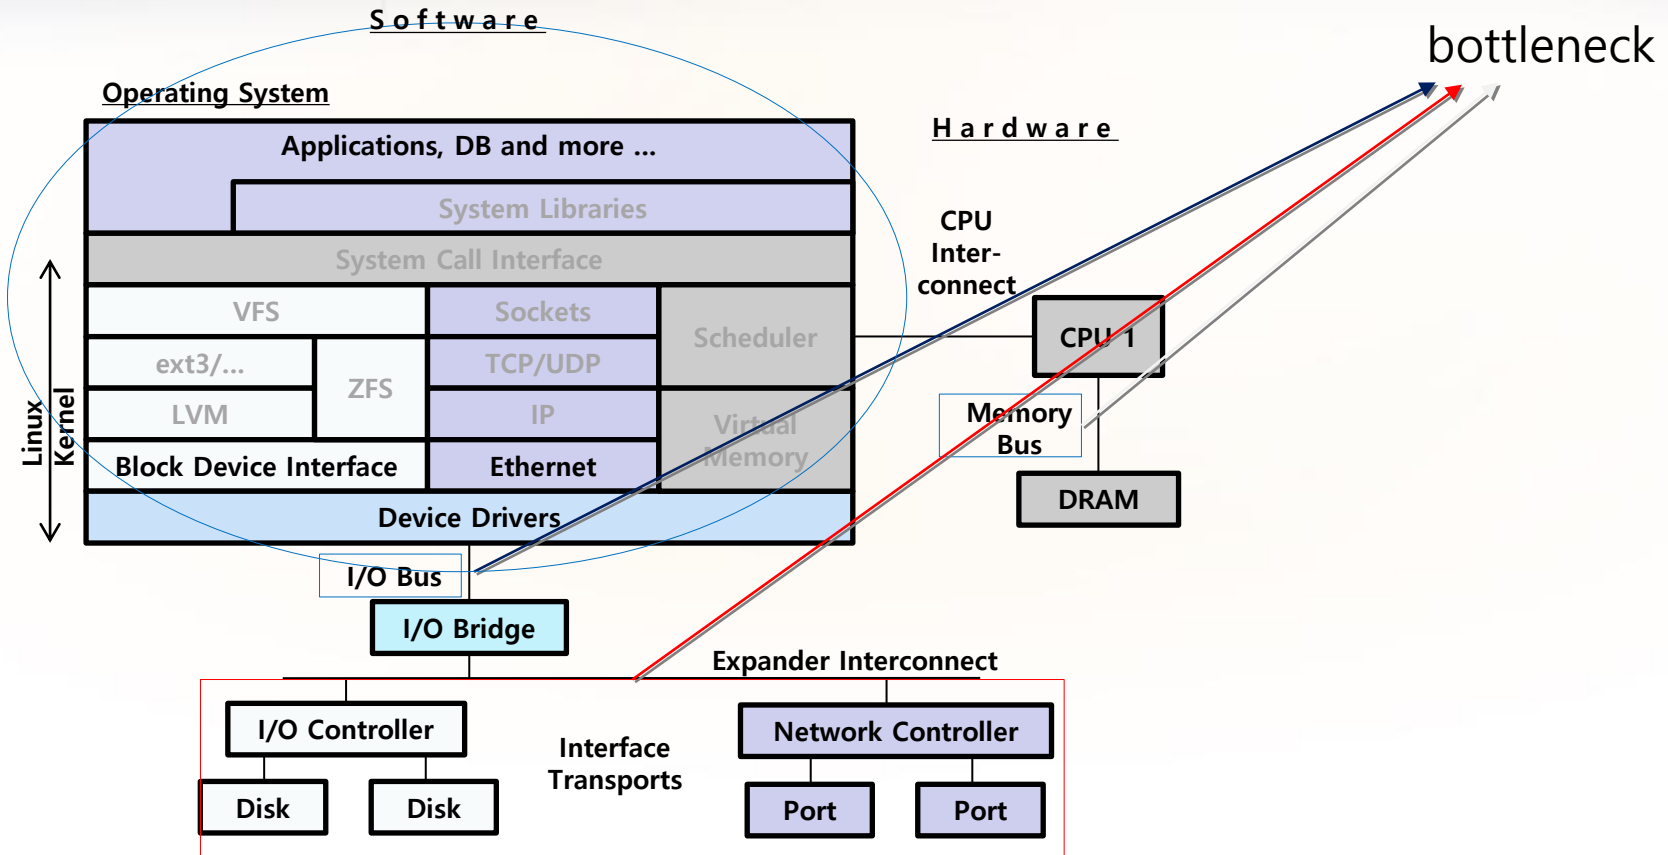 Software
bottleneck
Operating System
Hardware
Applications, DB and more ...
System Libraries
System Call Interface
CPU
Inter-
connect
VFS
Sockets
Scheduler
CPU 1
ext3/...
ZFS
TCP/UDP
Linux
Kernel
LVM
IP
Virtual
Memory
Memory
Bus
Block Device Interface
Ethernet
DRAM
Device Drivers
I/O Bus
I/O Bridge
Expander Interconnect
I/O Controller
Interface
Transports
Network Controller
Disk
Disk
Port
Port